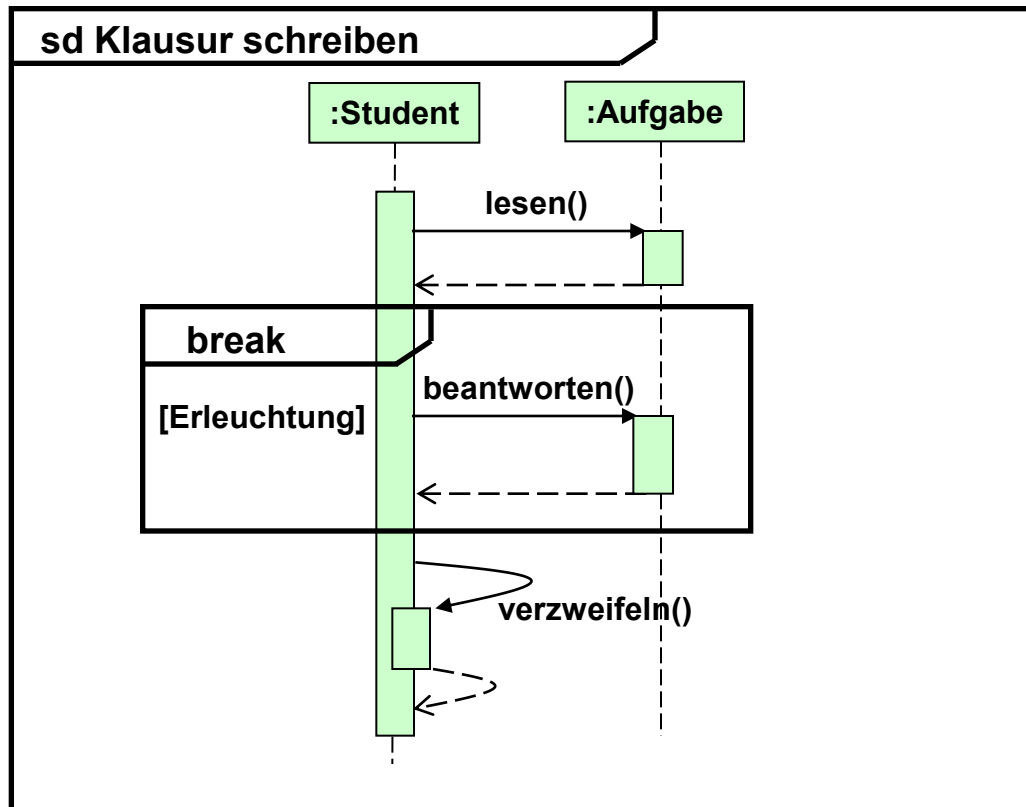 sd Klausur schreiben
:Student
:Aufgabe
lesen()
break
beantworten()
[Erleuchtung]
verzweifeln()